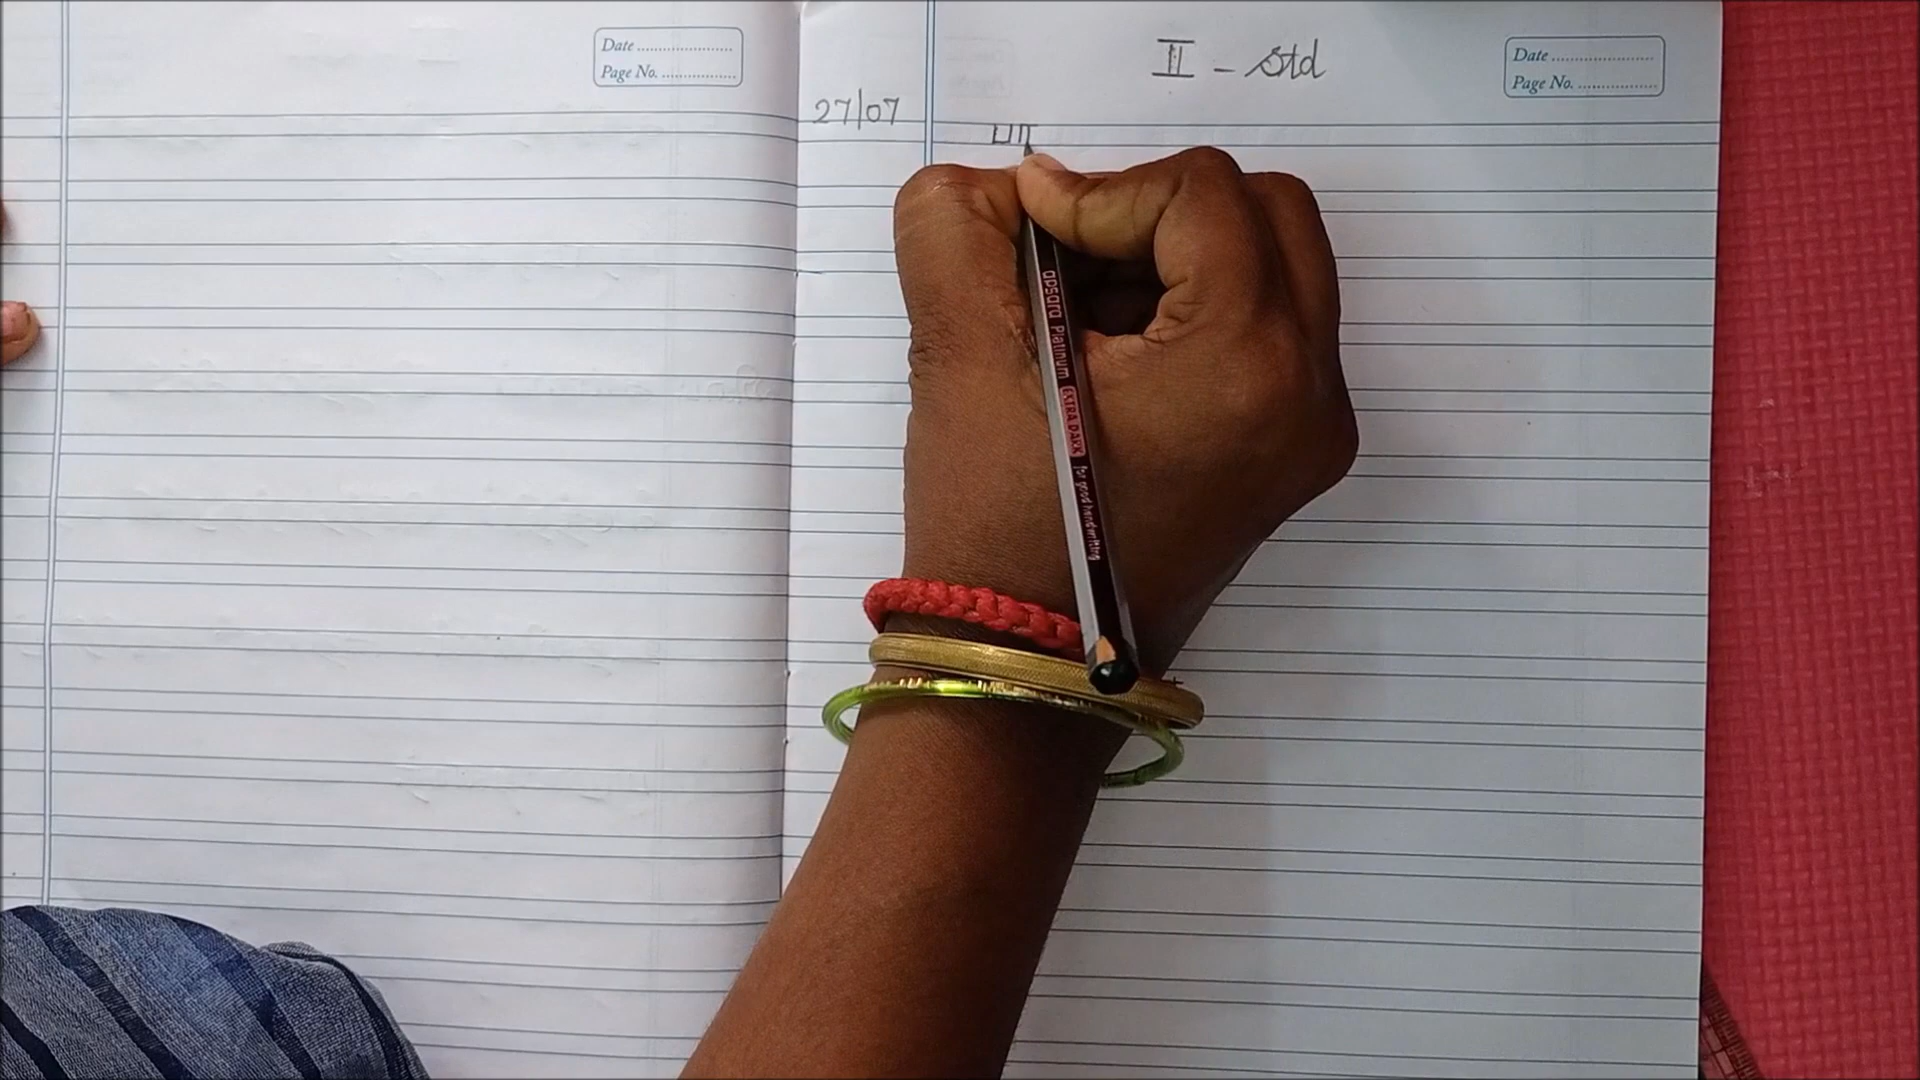 Date ........................
Page No. ..................
II - Std
Date ........................
Page No. ..................
27/07
பா
apsara Platinum EXTRA DARK for good handwriting